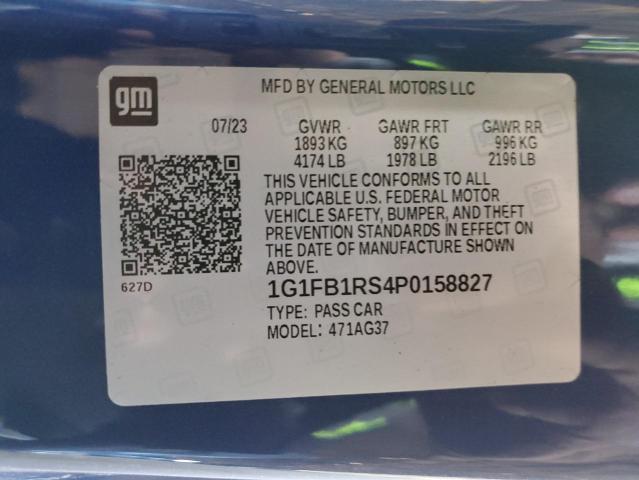 gm
MFD BY GENERAL MOTORS LLC
07/23 GVWR GAWR FRT GAWR RR
1893 KG 897 KG 996 KG
4174 LB 1978 LB 2196 LB
THIS VEHICLE CONFORMS TO ALL
APPLICABLE U.S. FEDERAL MOTOR
VEHICLE SAFETY, BUMPER, AND THEFT
PREVENTION STANDARDS IN EFFECT ON
THE DATE OF MANUFACTURE SHOWN
ABOVE.
627D
1G1FB1RS4P0158827
TYPE: PASS CAR
MODEL: 471AG37